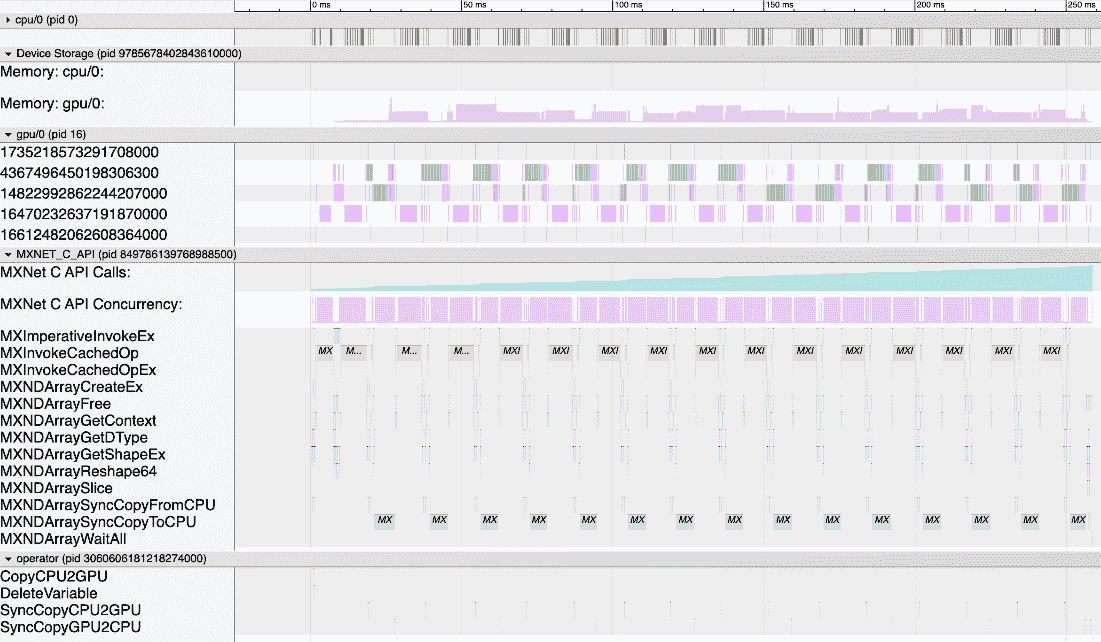 0 ms 50 ms 100 ms 150 ms 200 ms 250 ms
cpu/0 (pid 0)
Device Storage (pid 9785678402843610000)
Memory: cpu/0:
Memory: gpu/0:
gpu/0 (pid 16)
1735218573291708000
4367496450198306300
14822992862244207000
16470232637191870000
16612482062608364000
MXNET_C_API (pid 849786139768988500)
MXNet C API Calls:
MXNet C API Concurrency:
MXImperativeInvokeEx
MXInvokeCachedOp MX M... M... M... MXI MXI MXI MXI MXI MXI MXI MXI MXI MXI MXI MXI
MXInvokeCachedOpEx
MXNDArrayCreateEx
MXNDArrayFree
MXNDArrayGetContext
MXNDArrayGetDType
MXNDArrayGetShapeEx
MXNDArrayReshape64
MXNDArraySlice
MXNDArraySyncCopyFromCPU
MXNDArraySyncCopyToCPU MX MX MX MX MX MX MX MX MX MX MX MX MX MX MX
MXNDArrayWaitAll
operator (pid 3060606181218274000)
CopyCPU2GPU
DeleteVariable
SyncCopyCPU2GPU
SyncCopyGPU2CPU